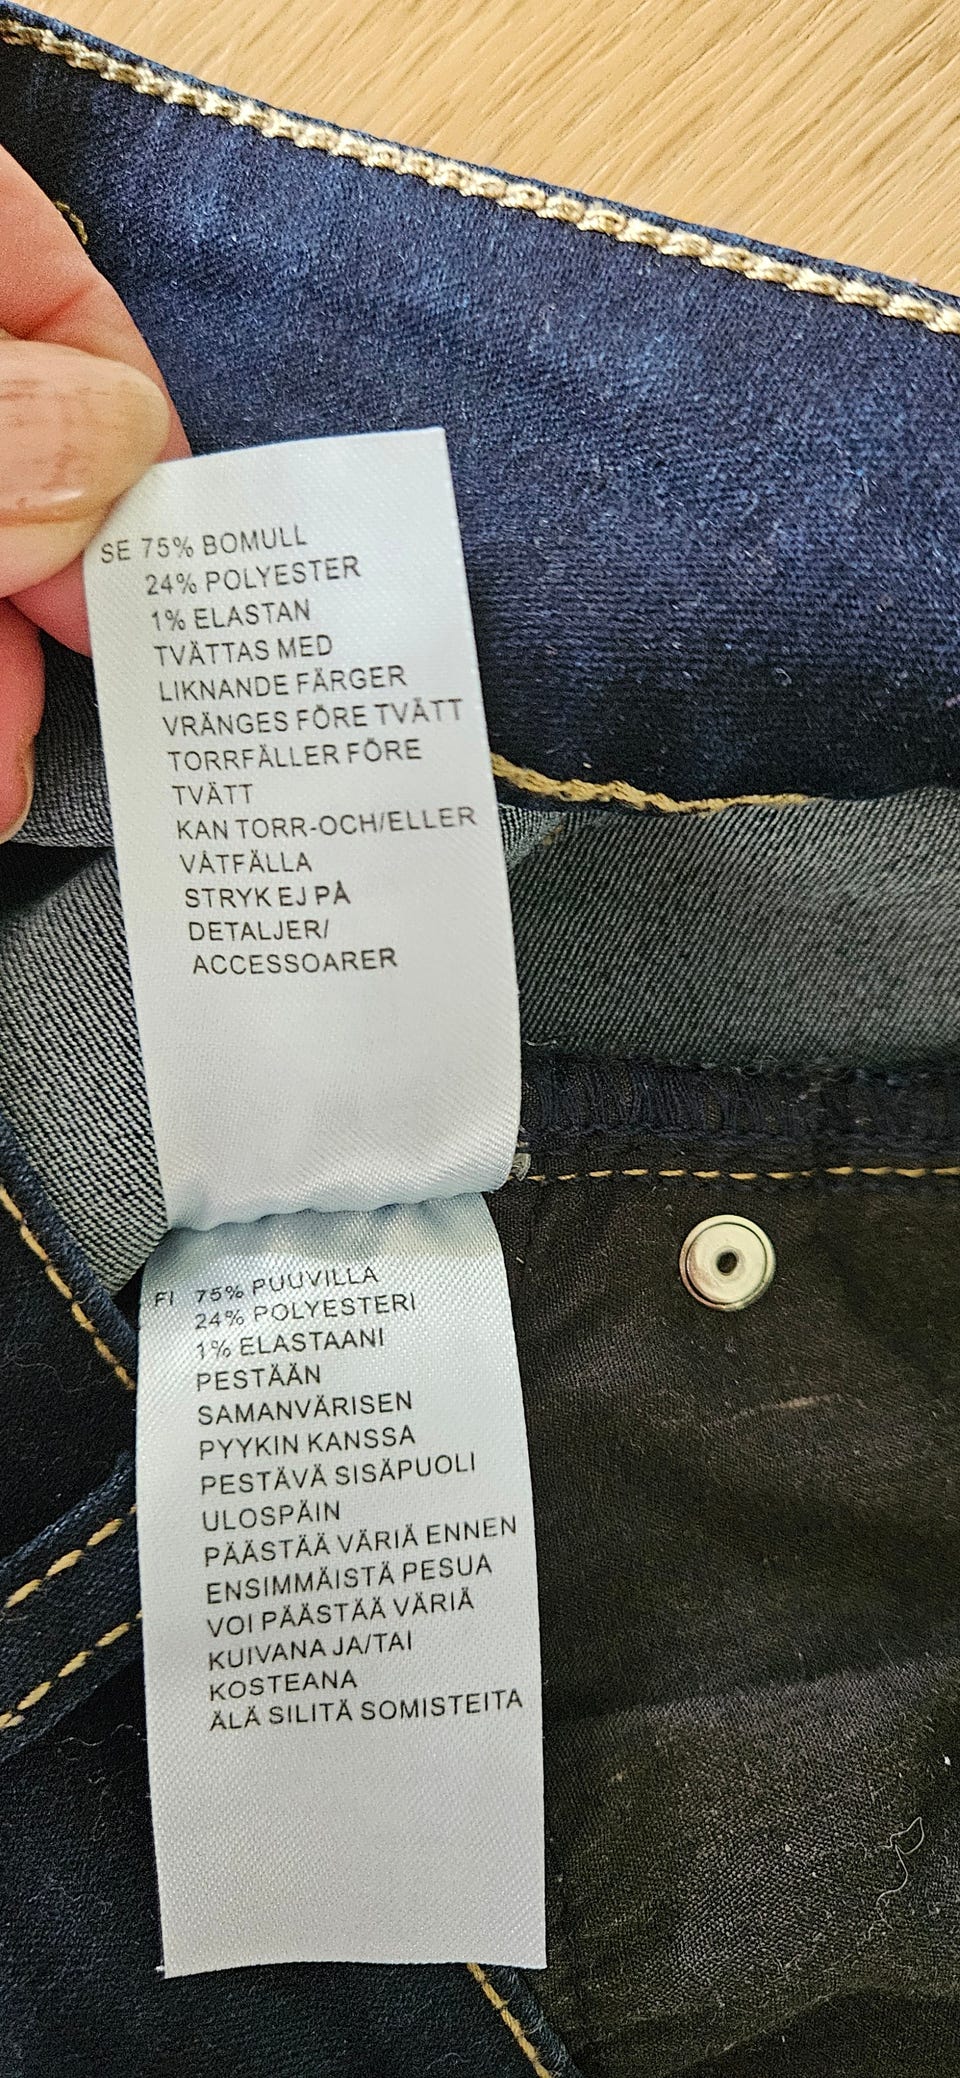 SE 75% BOMULL
24% POLYESTER
1% ELASTAN
TVÄTTAS MED
LIKNANDE FÄRGER
VRÄNGES FÖRE TVÄTT
TORRFÄLLER FÖRE
TVÄTT
KAN TORR-OCH/ELLER
VÅTFÄLLA
STRYK EJ PÅ
DETALJER/
ACCESSOARER
FI 75% PUUVILLA
24% POLYESTERI
1% ELASTAANI
PESTÄÄN
SAMANVÄRISEN
PYYKIN KANSSA
PESTÄVÄ SISÄPUOLI
ULOSPÄIN
PÄÄSTÄÄ VÄRIÄ ENNEN
ENSIMMÄISTÄ PESUA
VOI PÄÄSTÄÄ VÄRIÄ
KUIVANA JA/TAI
KOSTEANA
ÄLÄ SILITÄ SOMISTEITA